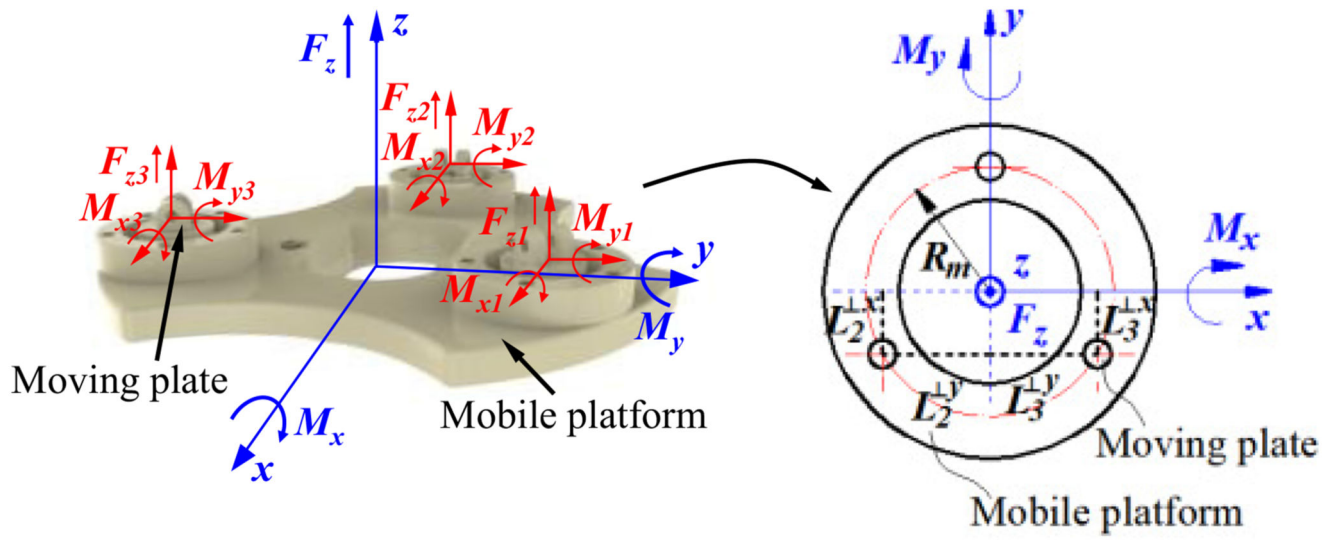 F_z
z
F_z2
M_y2
M_x2
F_z3
M_y3
M_x3
F_z1
M_y1
M_x1
y
M_y
Moving plate
Mobile platform
M_x
x
y
M_y
R_m
z
M_x
L_2^⊥x
F_z
L_3^⊥x
x
L_2^⊥y
L_3^⊥y
Moving plate
Mobile platform